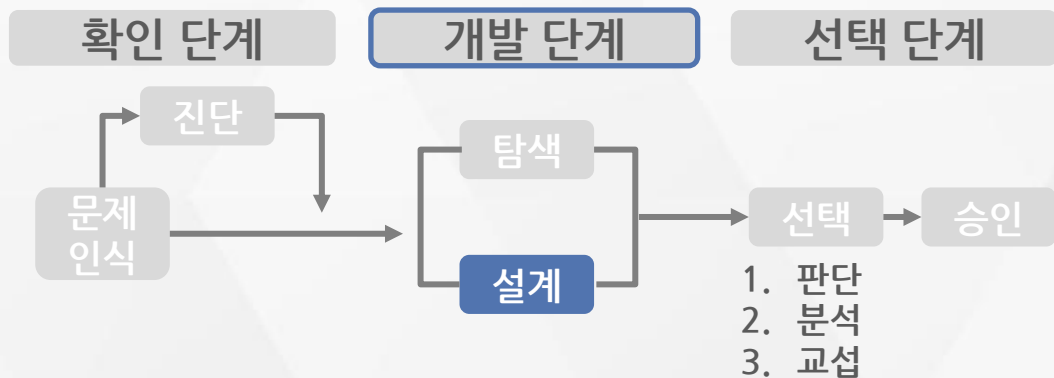 확인 단계
개발 단계
선택 단계
진단
문제
인식
탐색
설계
선택
승인
1. 판단
2. 분석
3. 교섭